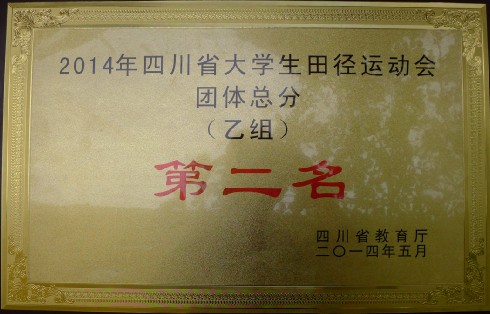 2014年四川省大学生田径运动会
团体总分
（乙组）
第二名
四川省教育厅
二〇一四年五月